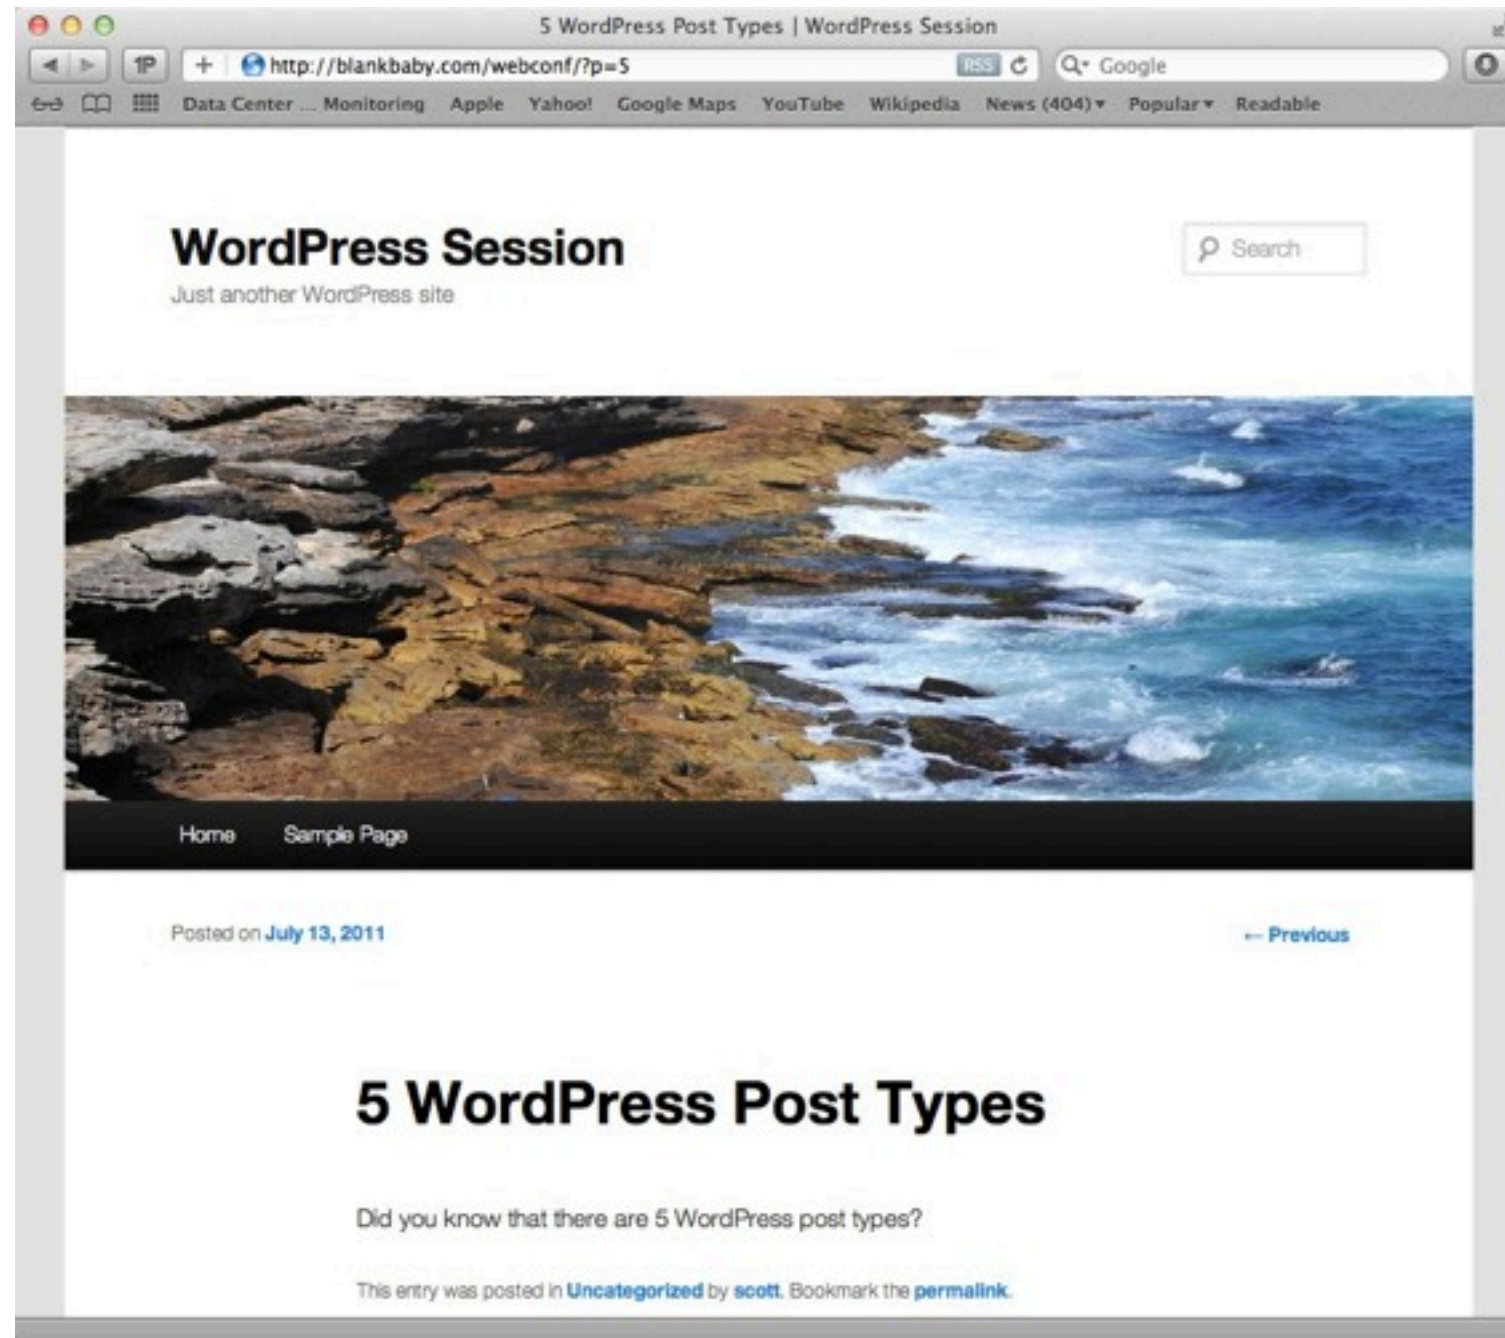 5 WordPress Post Types | WordPress Session
1P + http://blankbaby.com/webconf/?p=5 RSS Google
Data Center ... Monitoring Apple Yahoo! Google Maps YouTube Wikipedia News (404) Popular Readable
WordPress Session
Search
Just another WordPress site
Home Sample Page
Posted on July 13, 2011
← Previous
5 WordPress Post Types
Did you know that there are 5 WordPress post types?
This entry was posted in Uncategorized by scott. Bookmark the permalink.